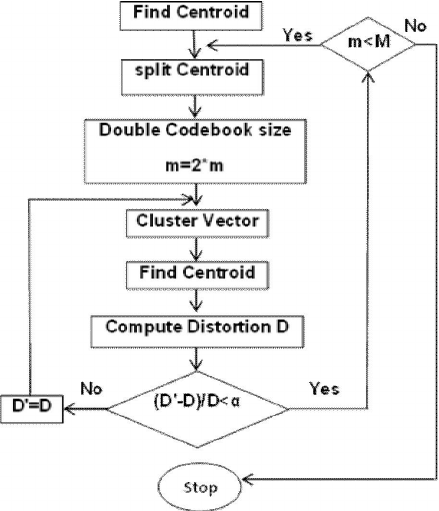 Find Centroid
Yes
m<M
No
split Centroid
Double Codebook size
m=2*m
Cluster Vector
Find Centroid
Compute Distortion D
No
(D'-D)/D<α
Yes
D'=D
Stop